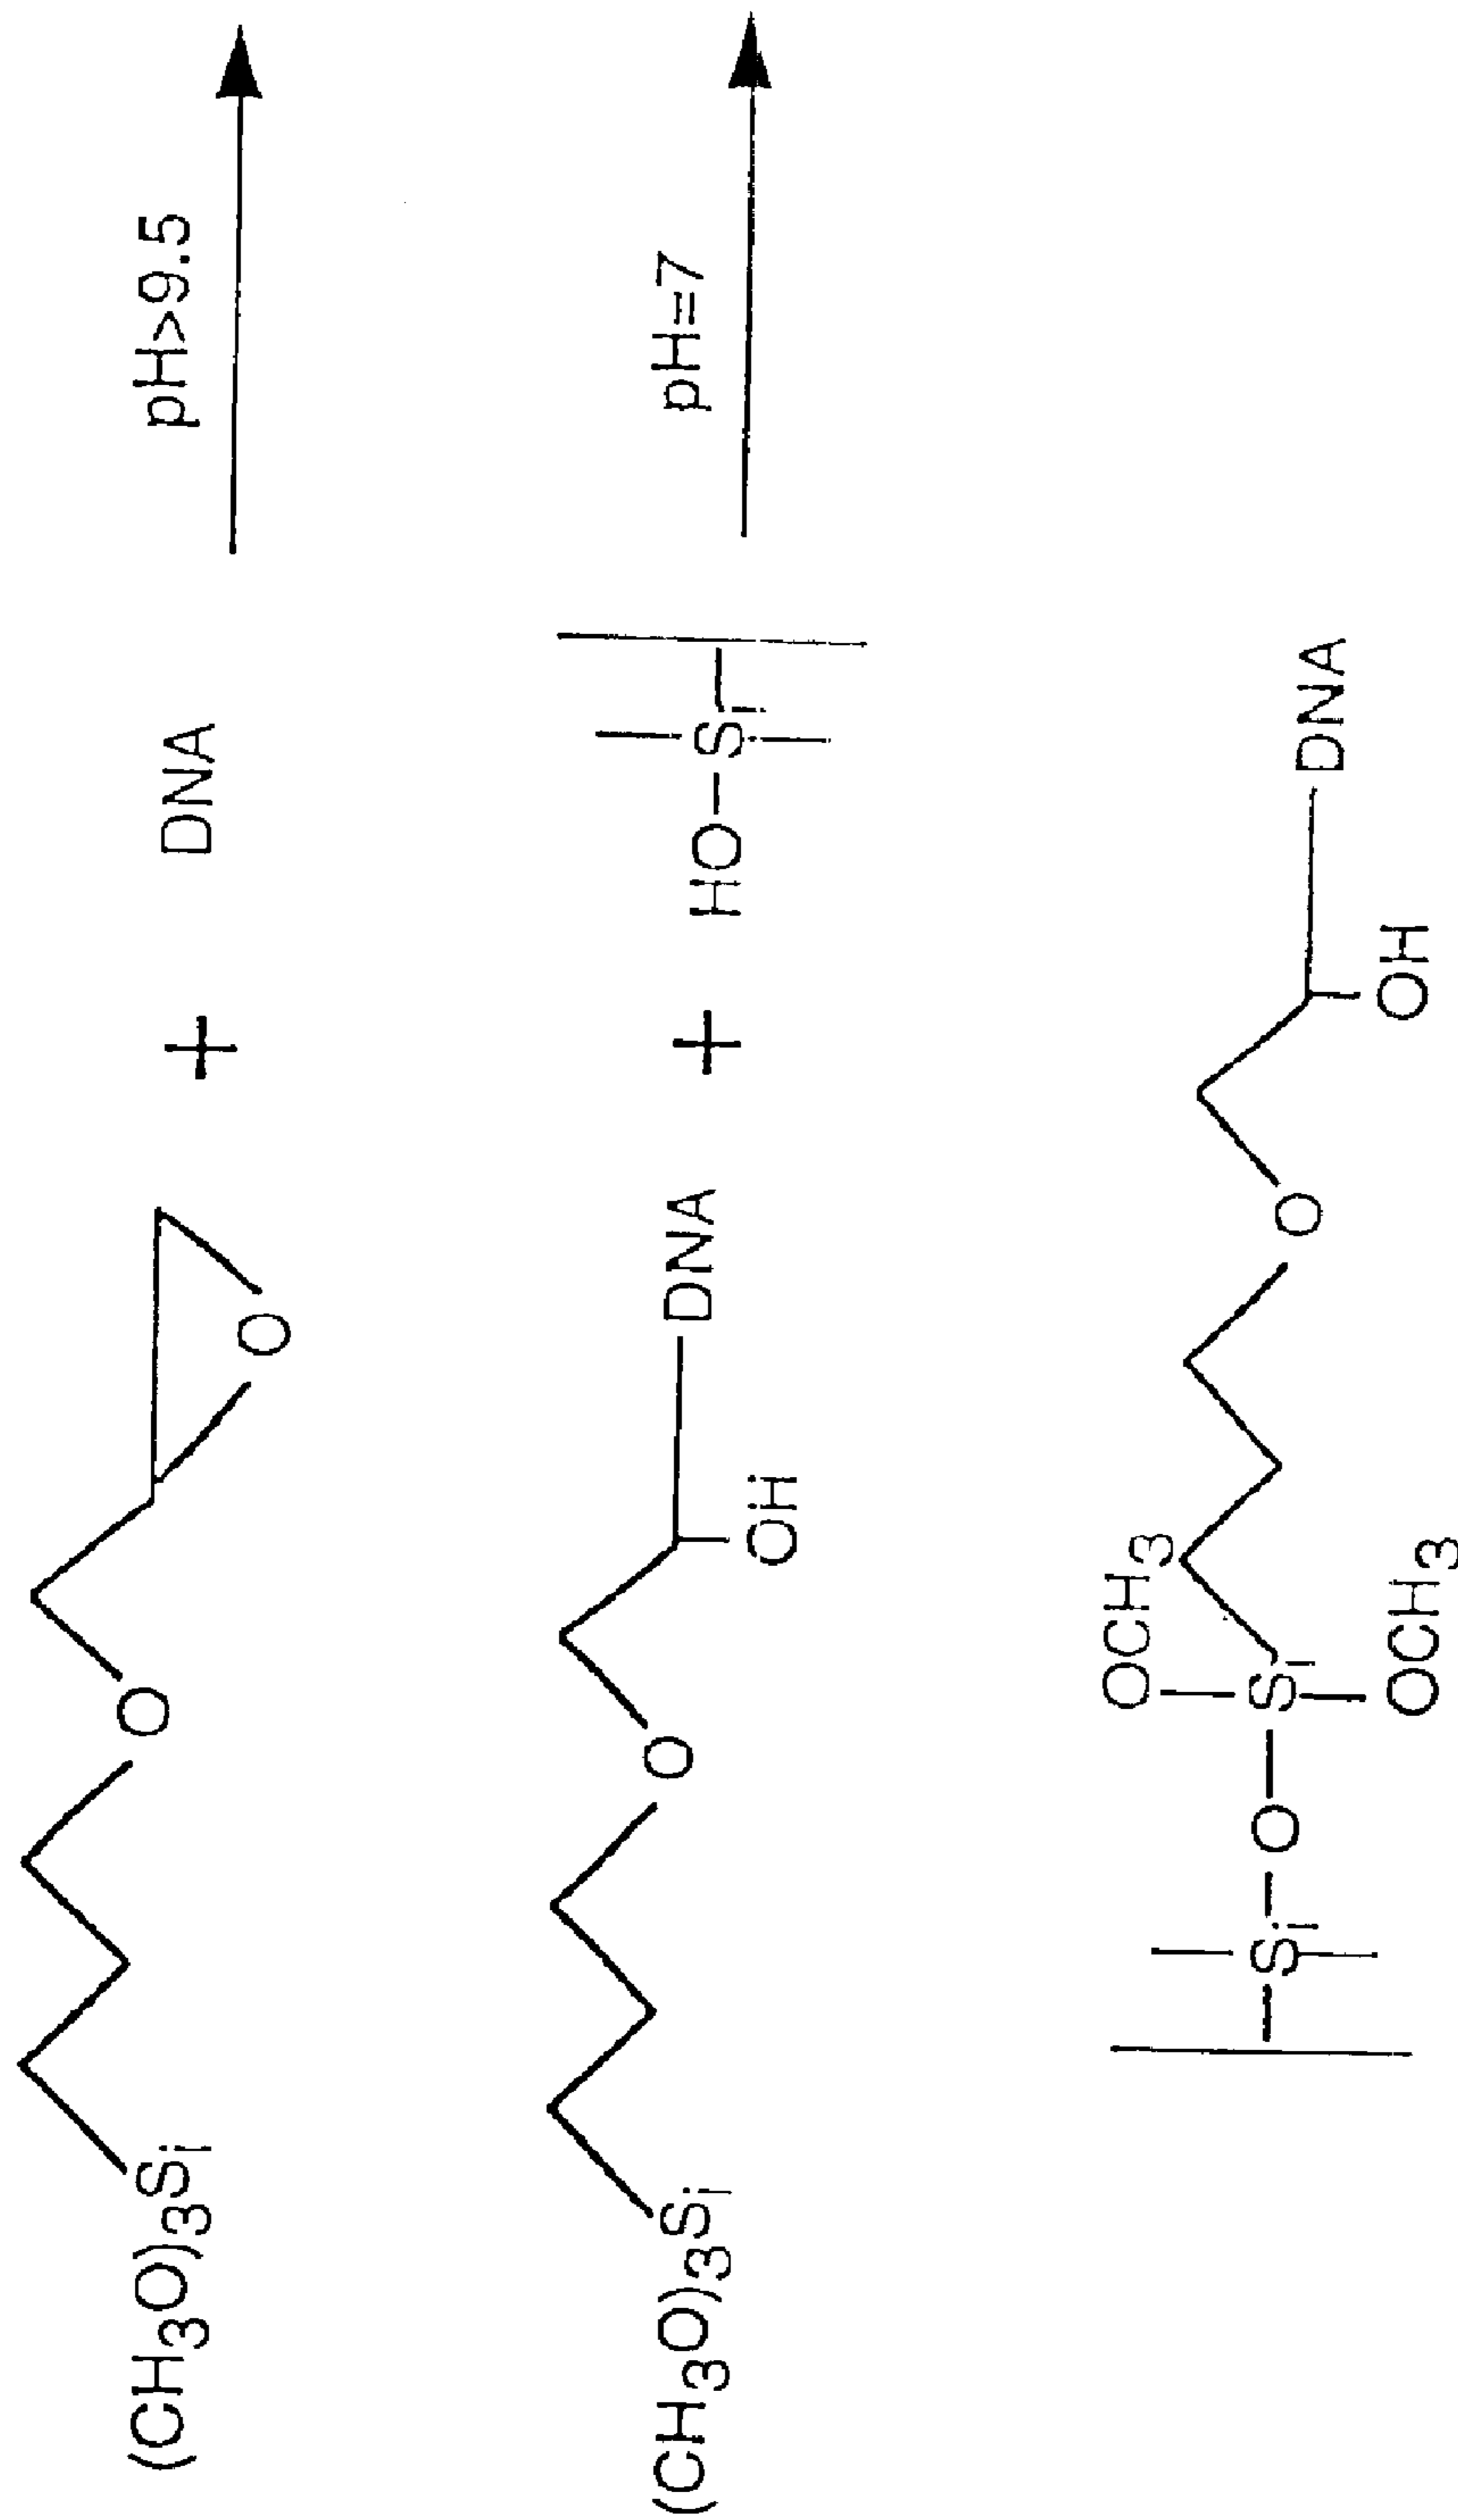 (CH3O)3Si O O + DNA pH>9.5
(CH3O)3Si O OH DNA + HO-Si pH=7
Si-O-Si OCH3 OCH3 O OH DNA